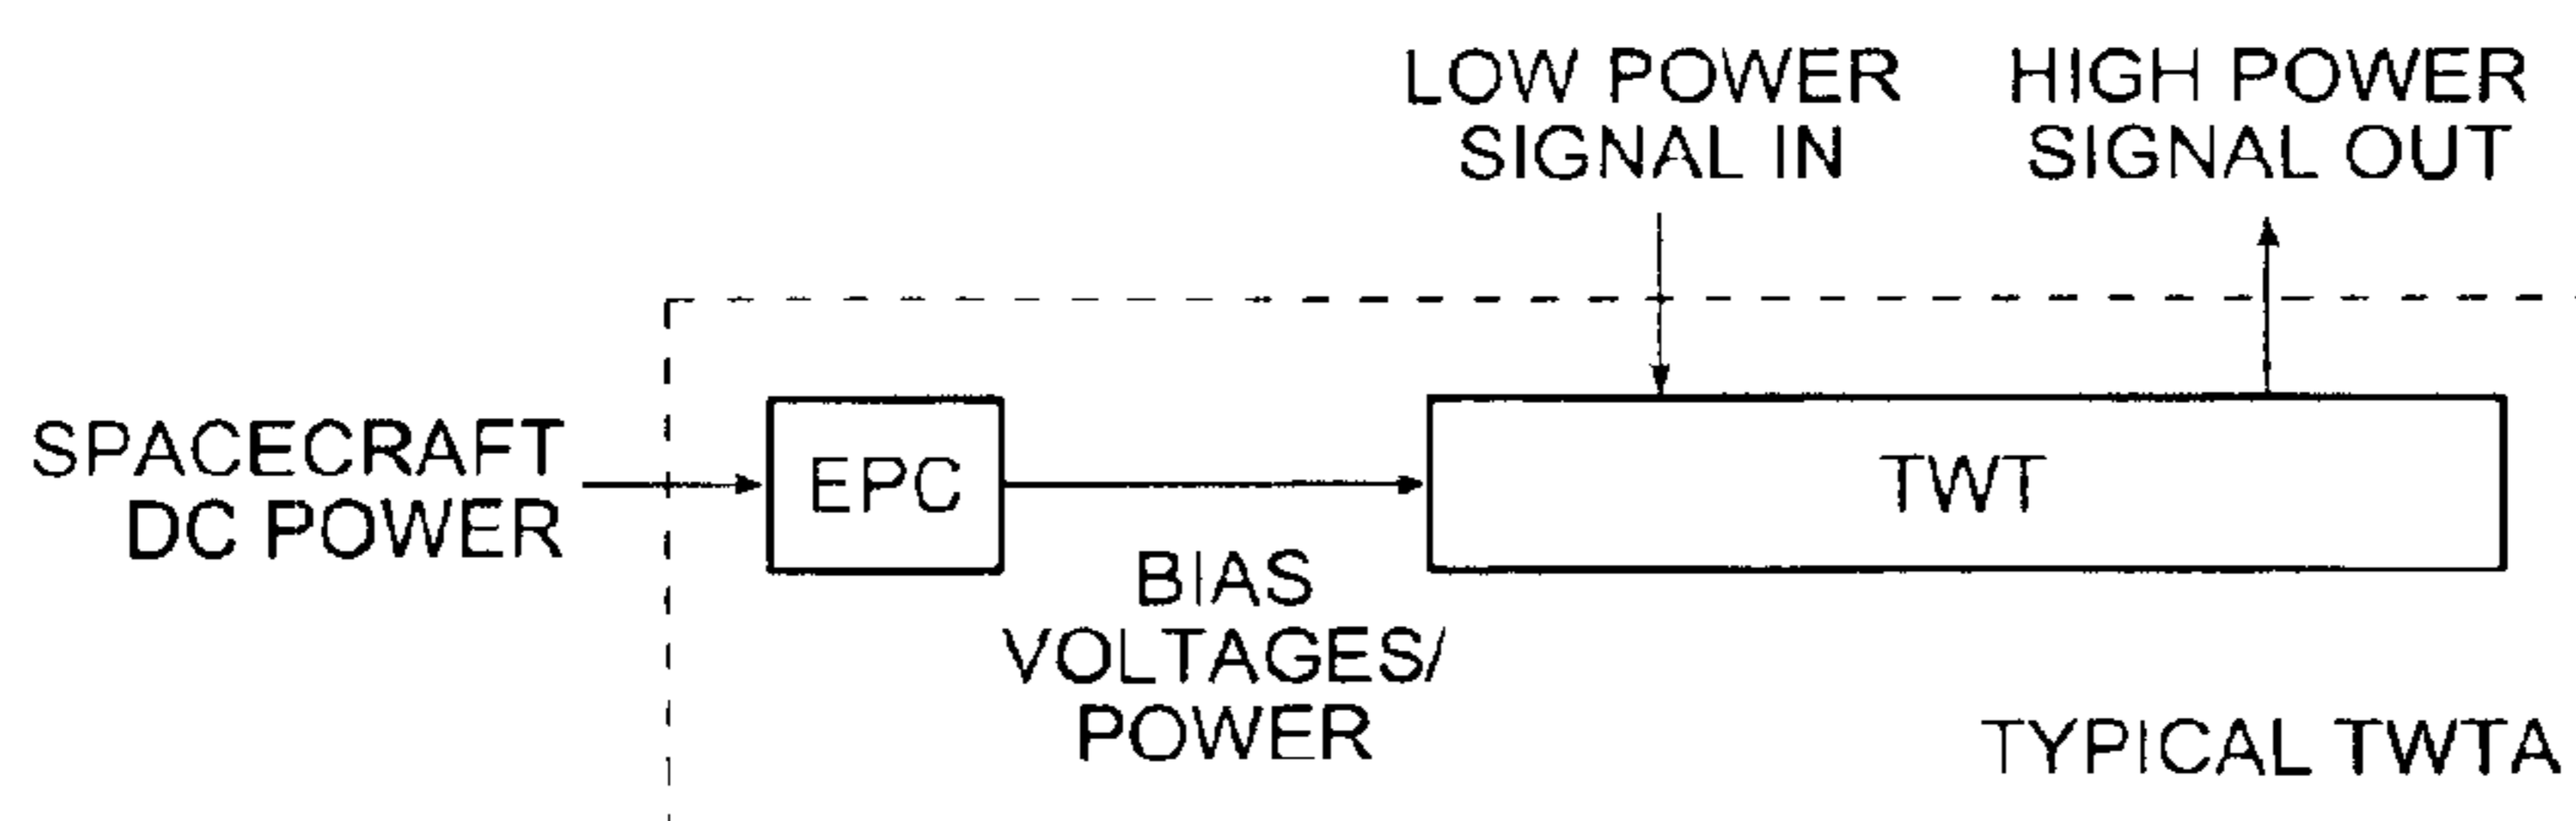 LOW POWER
SIGNAL IN
HIGH POWER
SIGNAL OUT
SPACECRAFT
DC POWER
EPC
TWT
BIAS
VOLTAGES/
POWER
TYPICAL TWTA